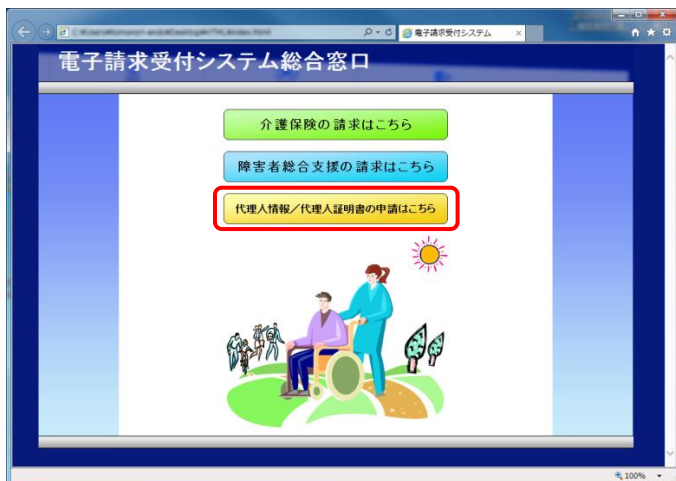 電子請求受付システム
電子請求受付システム総合窓口
介護保険の請求はこちら
障害者総合支援の請求はこちら
代理人情報／代理人証明書の申請はこちら
100%